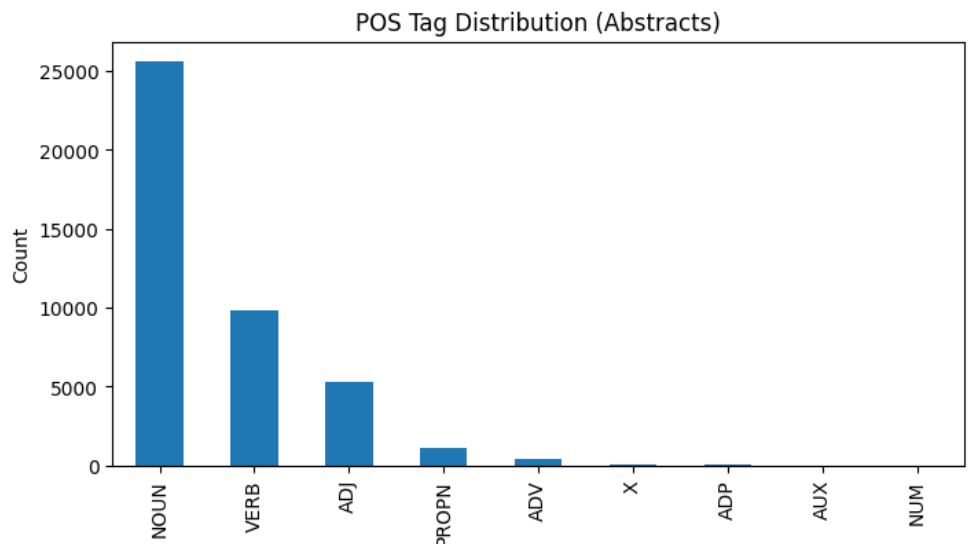 POS Tag Distribution (Abstracts)
25000
20000
15000
10000
5000
0
Count
NOUN
VERB
ADJ
PROPN
ADV
X
ADP
AUX
NUM